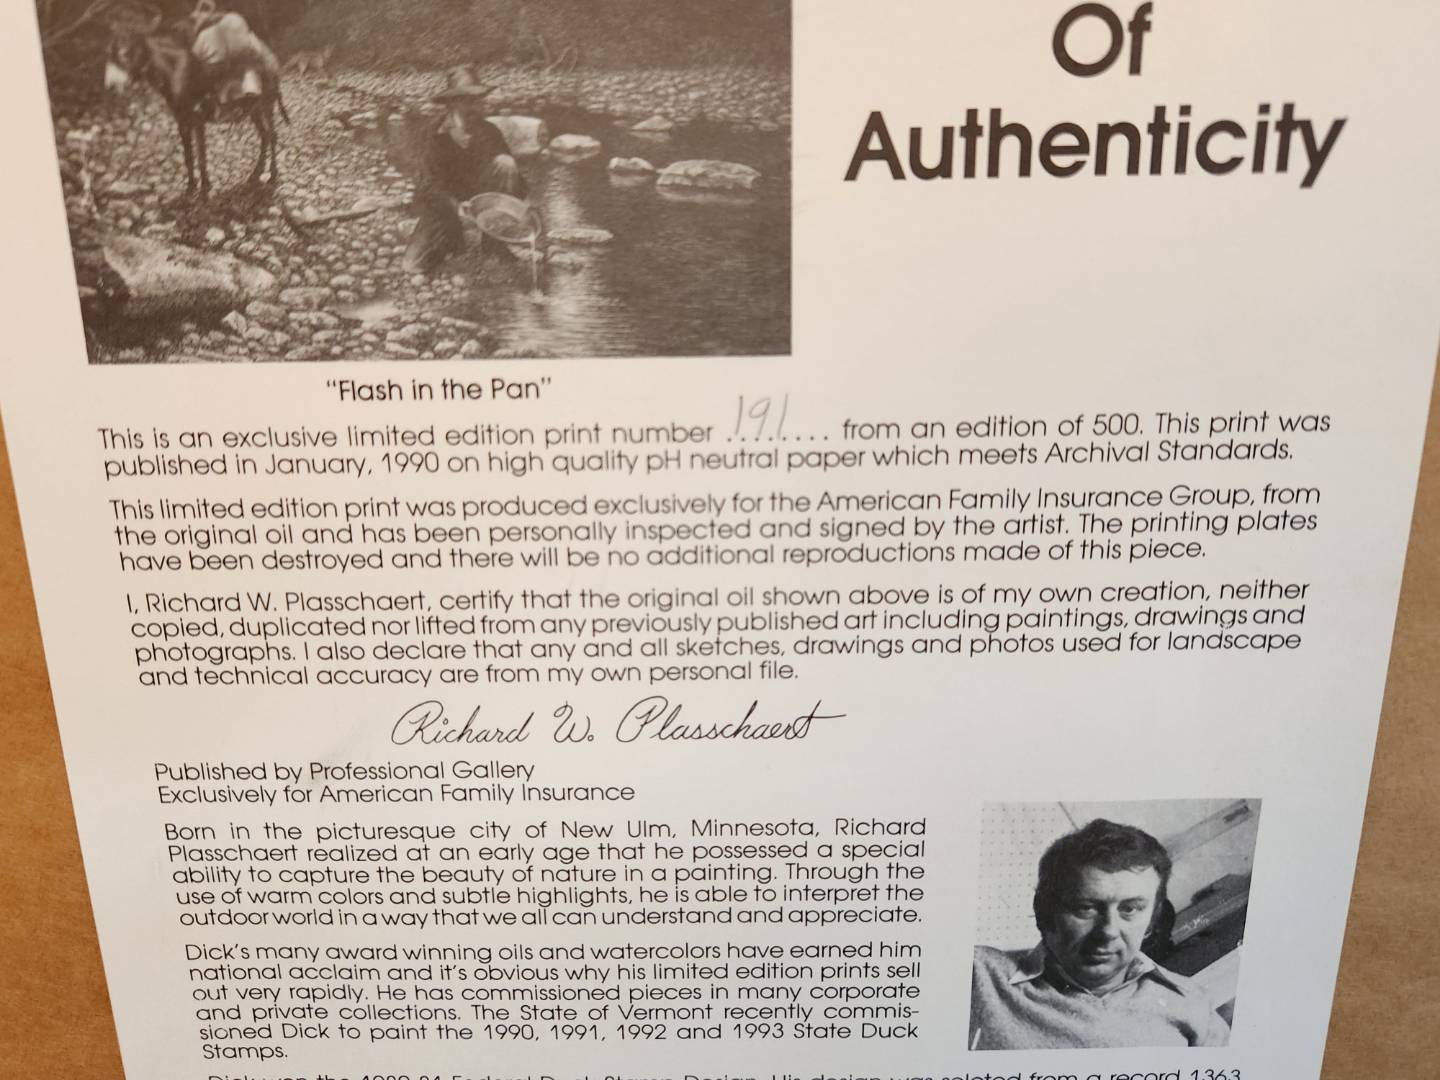 Of
Authenticity
“Flash in the Pan”
This is an exclusive limited edition print number ..191.... from an edition of 500. This print was
published in January, 1990 on high quality pH neutral paper which meets Archival Standards.
This limited edition print was produced exclusively for the American Family Insurance Group, from
the original oil and has been personally inspected and signed by the artist. The printing plates
have been destroyed and there will be no additional reproductions made of this piece.
I, Richard W. Plasschaert, certify that the original oil shown above is of my own creation, neither
copied, duplicated nor lifted from any previously published art including paintings, drawings and
photographs. I also declare that any and all sketches, drawings and photos used for landscape
and technical accuracy are from my own personal file.
Richard W. Plasschaert
Published by Professional Gallery
Exclusively for American Family Insurance
Born in the picturesque city of New Ulm, Minnesota, Richard
Plasschaert realized at an early age that he possessed a special
ability to capture the beauty of nature in a painting. Through the
use of warm colors and subtle highlights, he is able to interpret the
outdoor world in a way that we all can understand and appreciate.
Dick's many award winning oils and watercolors have earned him
national acclaim and it's obvious why his limited edition prints sell
out very rapidly. He has commissioned pieces in many corporate
and private collections. The State of Vermont recently commis-
sioned Dick to paint the 1990, 1991, 1992 and 1993 State Duck
Stamps.
from a record 1363